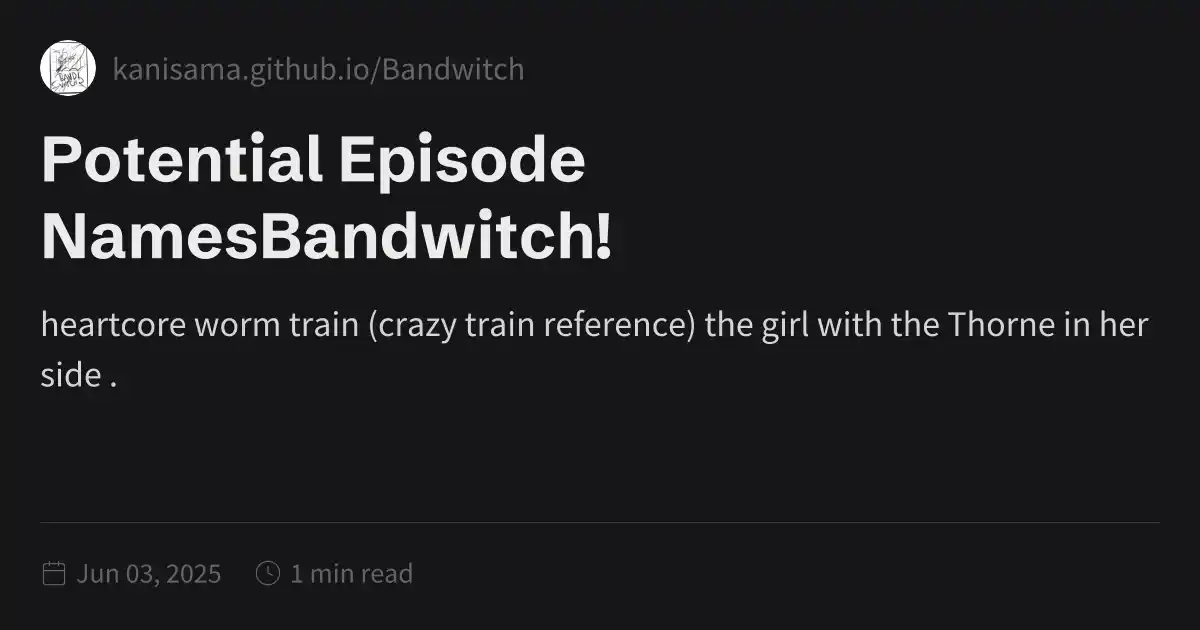 kanisama.github.io/Bandwitch
Potential Episode
NamesBandwitch!
heartcore worm train (crazy train reference) the girl with the Thorne in her
side .
Jun 03, 2025 1 min read